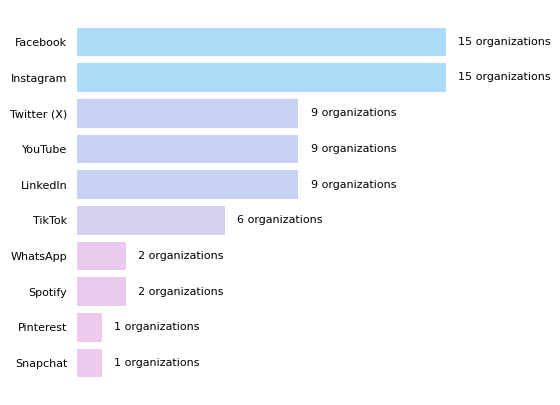 Facebook 15 organizations
Instagram 15 organizations
Twitter (X) 9 organizations
YouTube 9 organizations
LinkedIn 9 organizations
TikTok 6 organizations
WhatsApp 2 organizations
Spotify 2 organizations
Pinterest 1 organizations
Snapchat 1 organizations